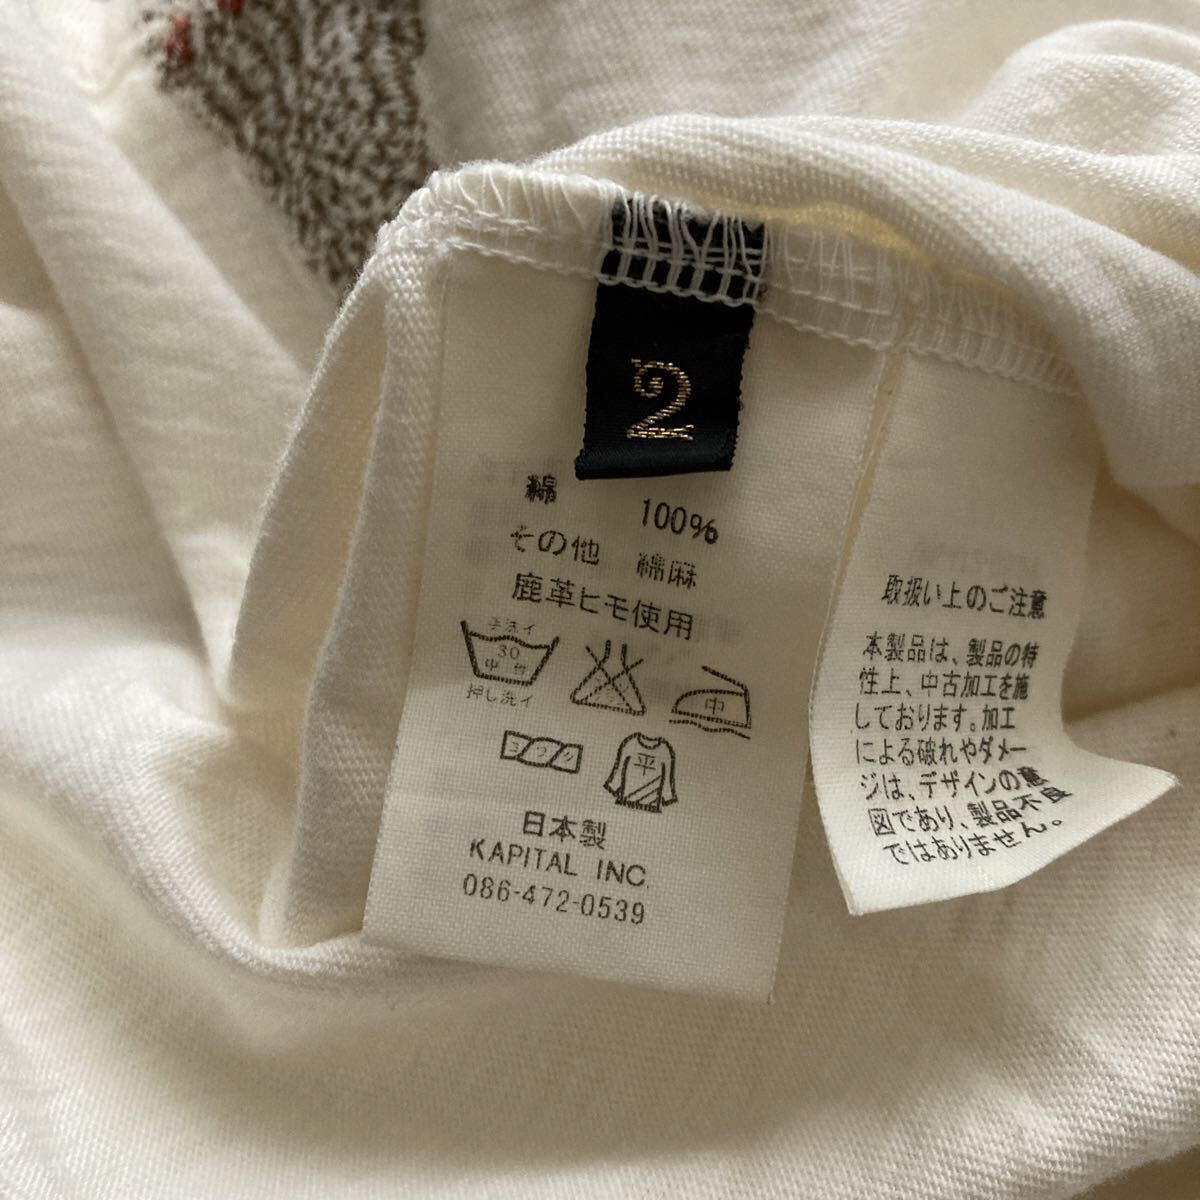 2
綿 100%
その他 綿麻
鹿革ヒモ使用
手洗イ
30
中性
押し洗イ
中
ヨワク
平
日本製
KAPITAL INC.
086-472-0539
取扱い上のご注意
本製品は、製品の特
性上、中古加工を施
しております。加工
による破れやダメー
ジは、デザインの意
図であり、製品不良
ではありません。